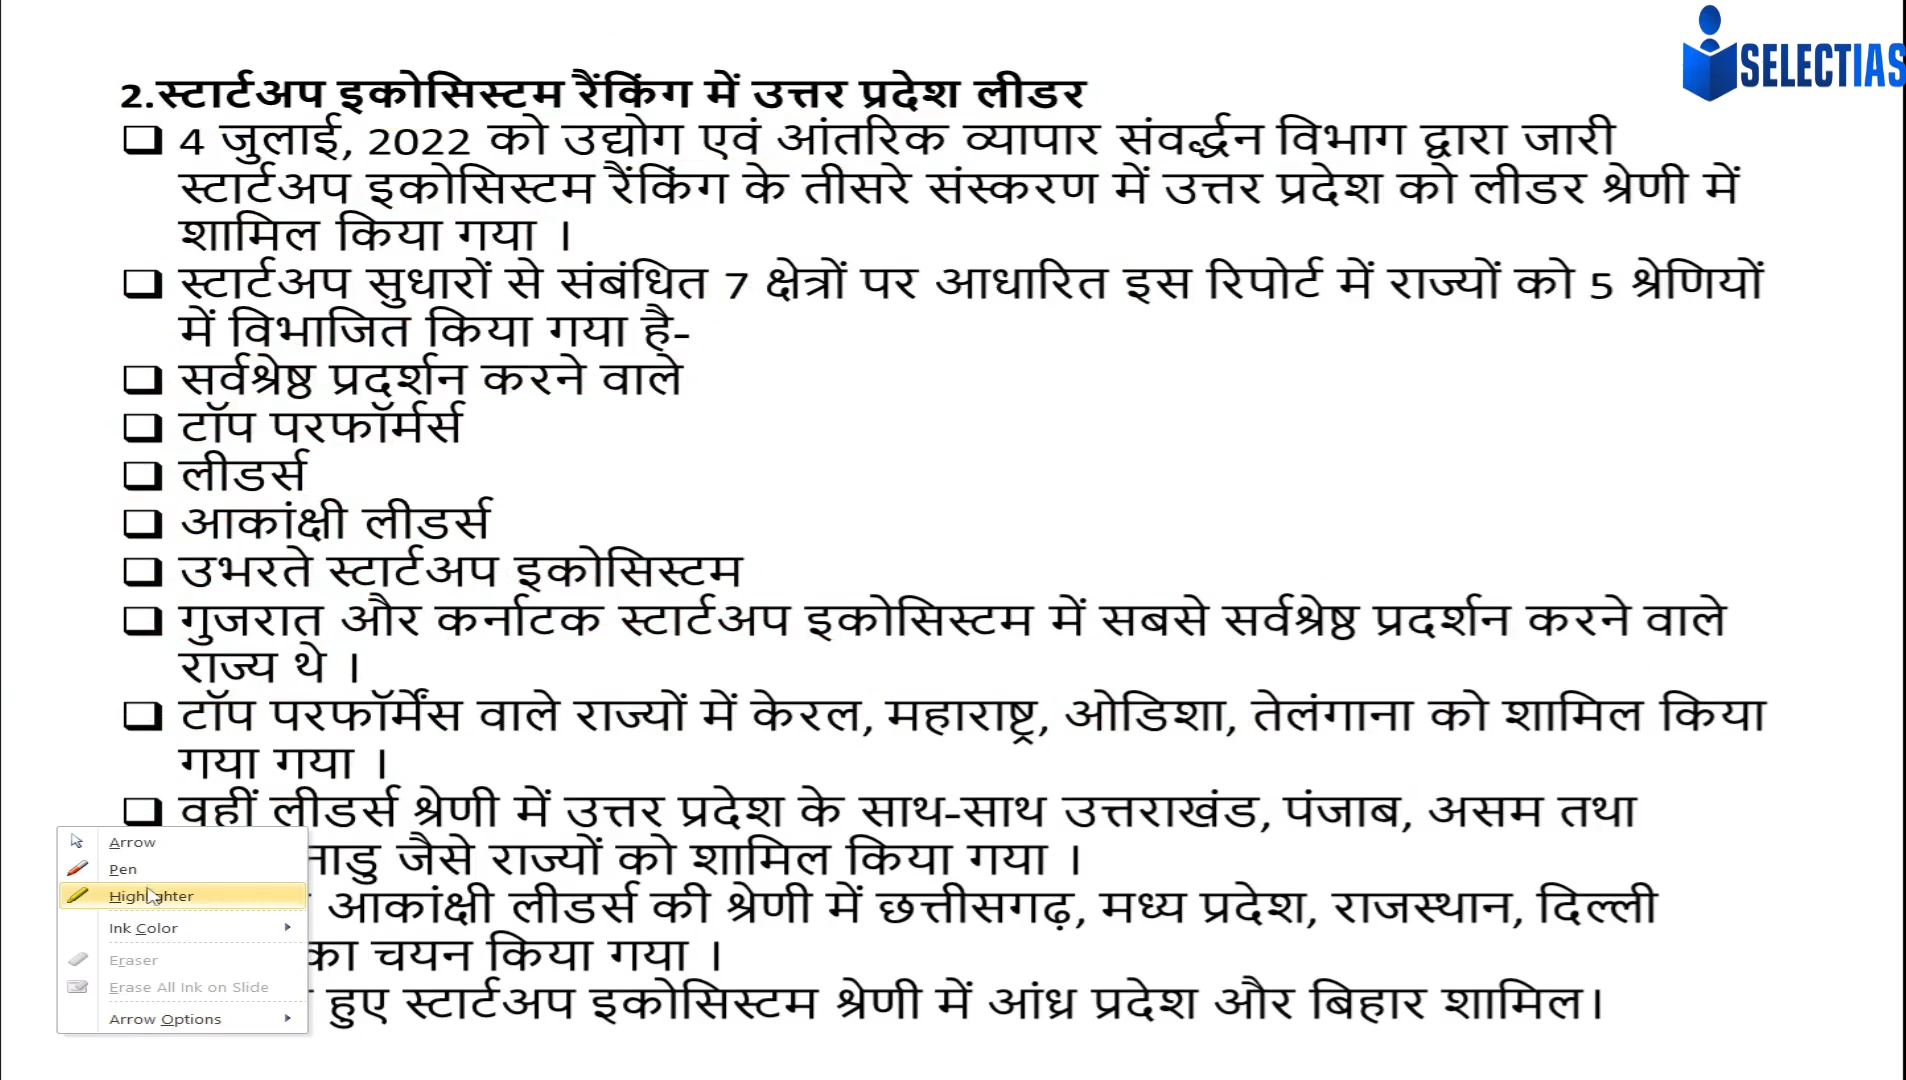 SELECTIAS
2.स्टार्टअप इकोसिस्टम रैंकिंग में उत्तर प्रदेश लीडर
❑ 4 जुलाई, 2022 को उद्योग एवं आंतरिक व्यापार संवर्द्धन विभाग द्वारा जारी
स्टार्टअप इकोसिस्टम रैंकिंग के तीसरे संस्करण में उत्तर प्रदेश को लीडर श्रेणी में
शामिल किया गया ।
❑ स्टार्टअप सुधारों से संबंधित 7 क्षेत्रों पर आधारित इस रिपोर्ट में राज्यों को 5 श्रेणियों
में विभाजित किया गया है-
❑ सर्वश्रेष्ठ प्रदर्शन करने वाले
❑ टॉप परफॉर्मर्स
❑ लीडर्स
❑ आकांक्षी लीडर्स
❑ उभरते स्टार्टअप इकोसिस्टम
❑ गुजरात और कर्नाटक स्टार्टअप इकोसिस्टम में सबसे सर्वश्रेष्ठ प्रदर्शन करने वाले
राज्य थे ।
❑ टॉप परफॉर्मेंस वाले राज्यों में केरल, महाराष्ट्र, ओडिशा, तेलंगाना को शामिल किया
गया गया ।
❑ वहीं लीडर्स श्रेणी में उत्तर प्रदेश के साथ-साथ उत्तराखंड, पंजाब, असम तथा
नाडु जैसे राज्यों को शामिल किया गया ।
आकांक्षी लीडर्स की श्रेणी में छत्तीसगढ़, मध्य प्रदेश, राजस्थान, दिल्ली
का चयन किया गया ।
हुए स्टार्टअप इकोसिस्टम श्रेणी में आंध्र प्रदेश और बिहार शामिल।
Arrow
Pen
Highlighter
Ink Color
Eraser
Erase All Ink on Slide
Arrow Options